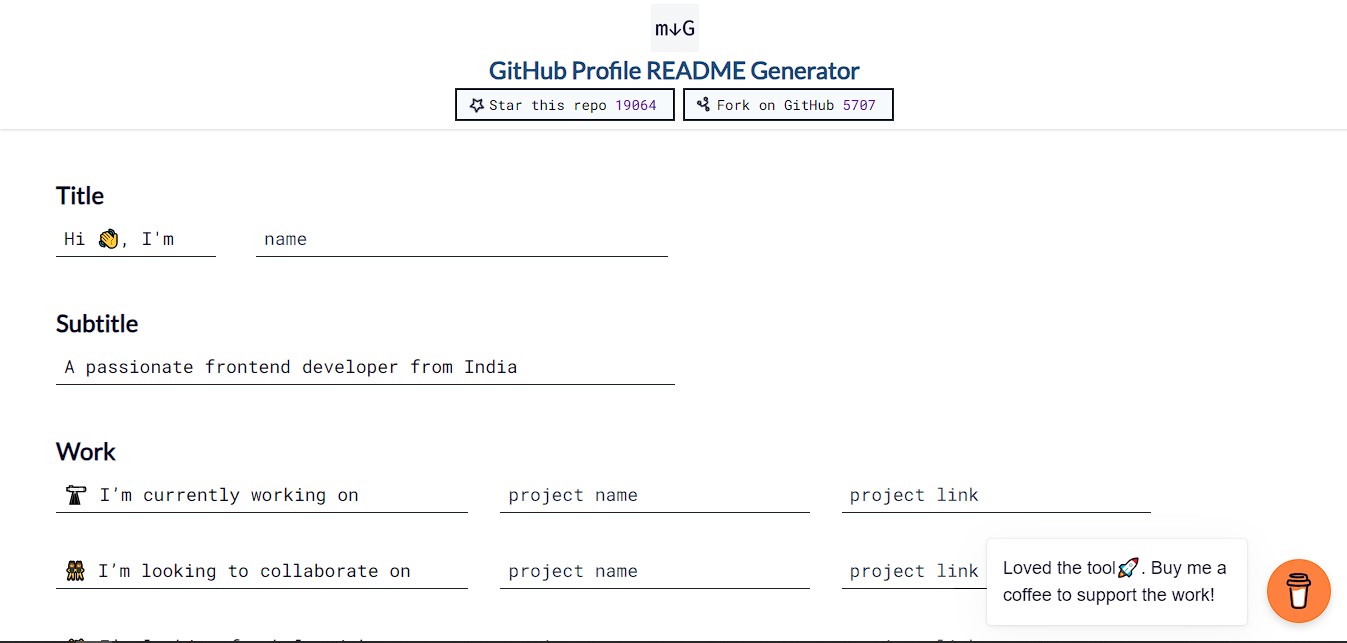 m↓G
GitHub Profile README Generator
Star this repo 19064 Fork on GitHub 5707
Title
Hi 👋, I'm name
Subtitle
A passionate frontend developer from India
Work
🔭 I’m currently working on project name project link
👯 I’m looking to collaborate on project name project link
Loved the tool🚀. Buy me a
coffee to support the work!